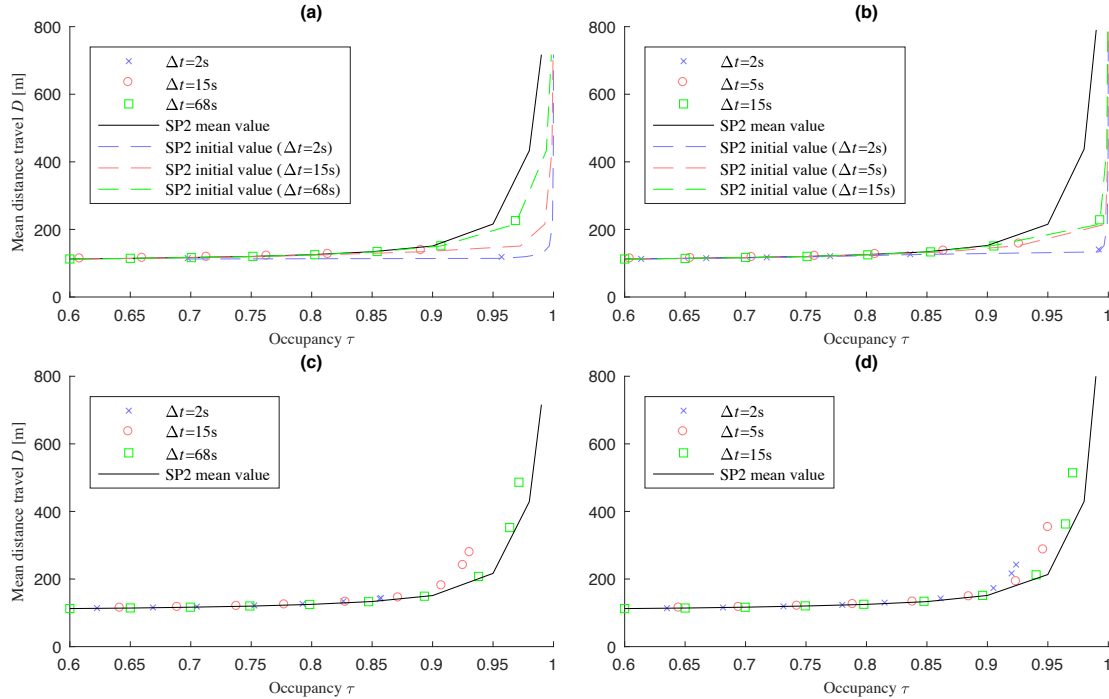 (a)
800
600
400
200
0
Mean distance travel D [m]
Δt=2s
Δt=15s
Δt=68s
SP2 mean value
SP2 initial value (Δt=2s)
SP2 initial value (Δt=15s)
SP2 initial value (Δt=68s)
0.6 0.65 0.7 0.75 0.8 0.85 0.9 0.95 1
Occupancy τ
(b)
800
600
400
200
0
Δt=2s
Δt=5s
Δt=15s
SP2 mean value
SP2 initial value (Δt=2s)
SP2 initial value (Δt=5s)
SP2 initial value (Δt=15s)
0.6 0.65 0.7 0.75 0.8 0.85 0.9 0.95 1
Occupancy τ
(c)
800
600
400
200
0
Mean distance travel D [m]
Δt=2s
Δt=15s
Δt=68s
SP2 mean value
0.6 0.65 0.7 0.75 0.8 0.85 0.9 0.95 1
Occupancy τ
(d)
800
600
400
200
0
Δt=2s
Δt=5s
Δt=15s
SP2 mean value
0.6 0.65 0.7 0.75 0.8 0.85 0.9 0.95 1
Occupancy τ